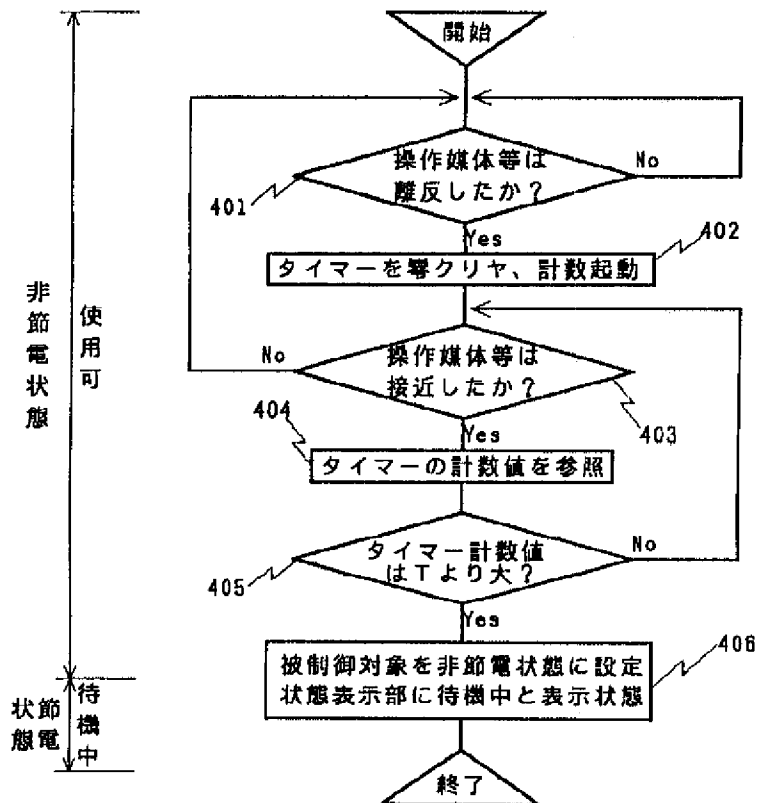 開始
操作媒体等は
離反したか？
No
401
Yes
402
タイマーを零クリヤ、計数起動
非節電状態
使用可
操作媒体等は
接近したか？
No
403
404
Yes
タイマーの計数値を参照
タイマー計数値
はTより大？
No
405
Yes
406
被制御対象を非節電状態に設定
状態表示部に待機中と表示状態
節電状態
待機中
終了